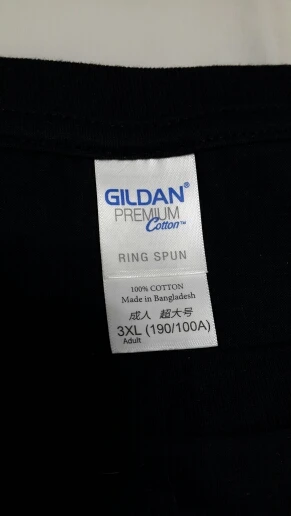 GILDAN®
PREMIUM
Cotton™
RING SPUN
100% COTTON
Made in Bangladesh
成人 超大号
3XL (190/100A)
Adult